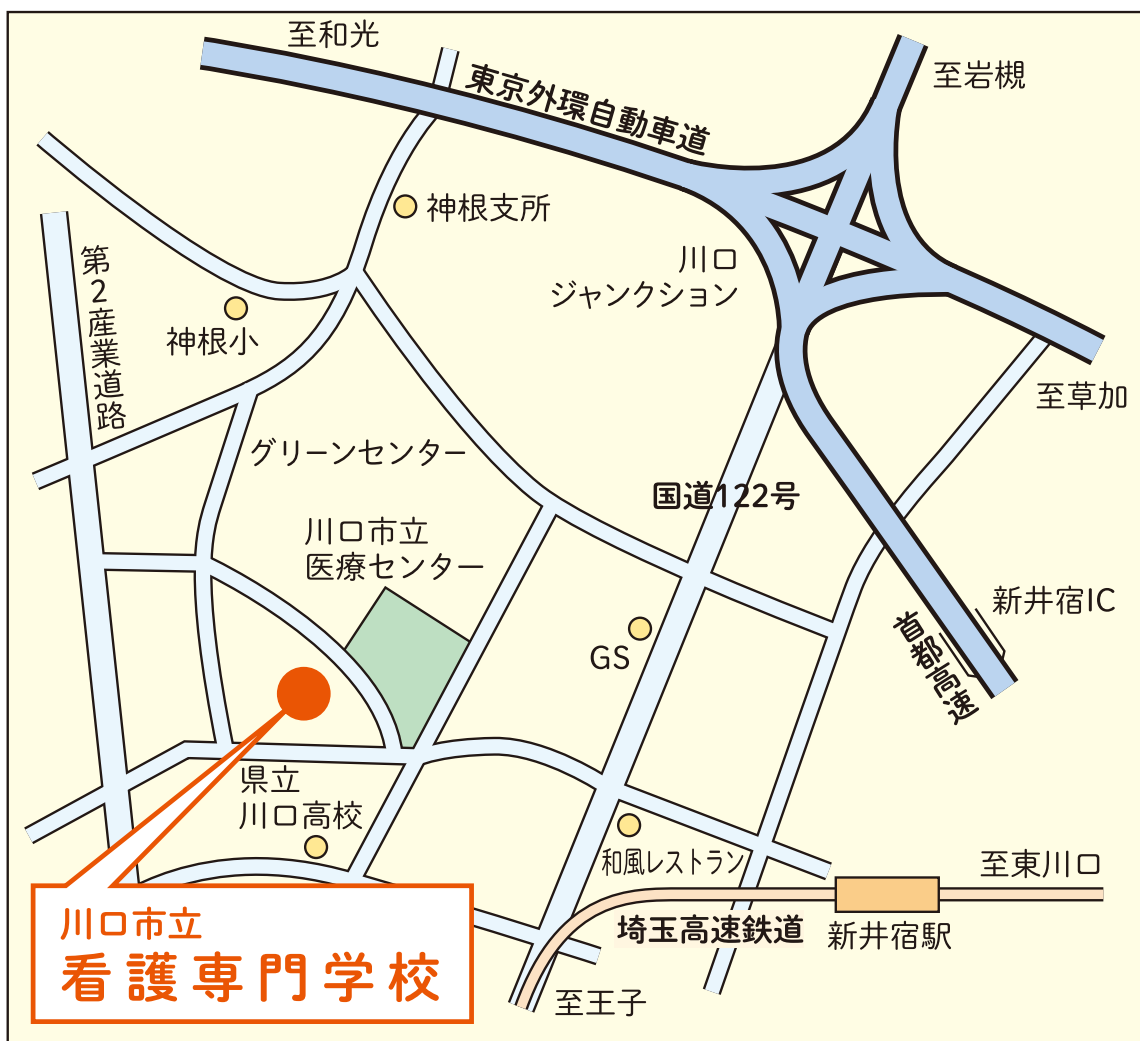 至和光
東京外環自動車道
至岩槻
神根支所
第2産業道路
川口
ジャンクション
神根小
至草加
グリーンセンター
国道122号
川口市立
医療センター
新井宿IC
首都高速
GS
県立
川口高校
和風レストラン
至東川口
川口市立
看護専門学校
埼玉高速鉄道
新井宿駅
至王子